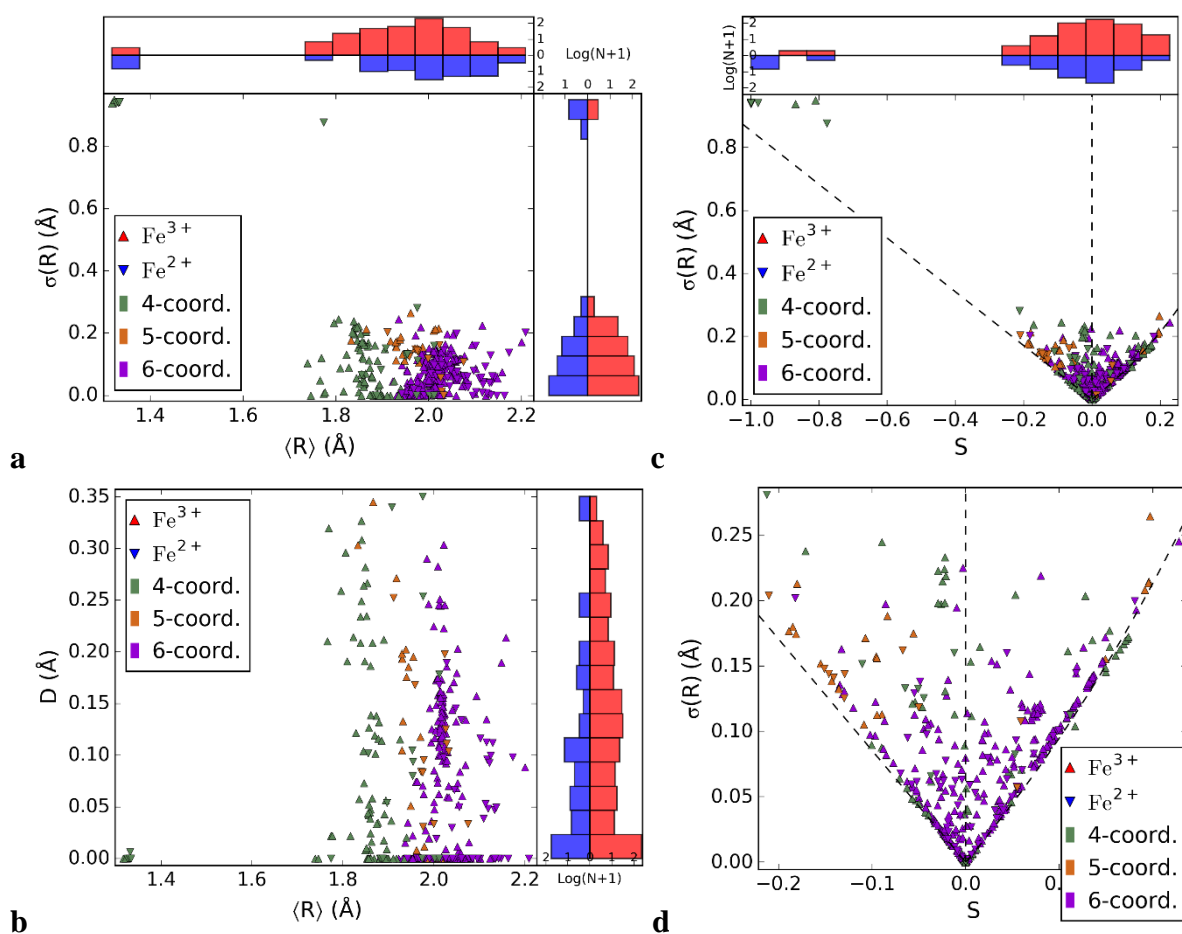 2
1
0
1
2
Log(N+1)
1 0 1 2
σ(R) (Å)
0.8
0.6
0.4
0.2
0.0
Fe3+
Fe2+
4-coord.
5-coord.
6-coord.
1.4 1.6 1.8 2.0 2.2
⟨R⟩ (Å)
a
Log(N+1)
2
1
0
1
2
σ(R) (Å)
0.8
0.6
0.4
0.2
0.0
Fe3+
Fe2+
4-coord.
5-coord.
6-coord.
−1.0 −0.8 −0.6 −0.4 −0.2 0.0 0.2
S
c
D (Å)
0.35
0.30
0.25
0.20
0.15
0.10
0.05
0.00
Fe3+
Fe2+
4-coord.
5-coord.
6-coord.
2 1 0 1 2
Log(N+1)
1.4 1.6 1.8 2.0 2.2
⟨R⟩ (Å)
b
σ(R) (Å)
0.25
0.20
0.15
0.10
0.05
0.00
Fe3+
Fe2+
4-coord.
5-coord.
6-coord.
−0.2 −0.1 0.0
S
d